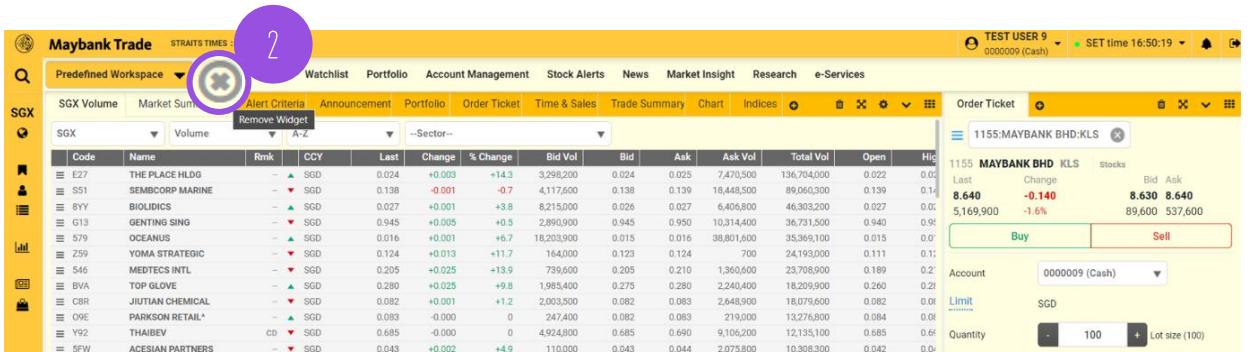 2
Maybank Trade STRAITS TIMES : TEST USER 9 0000009 (Cash) SET time 16:50:19
Predefined Workspace Watchlist Portfolio Account Management Stock Alerts News Market Insight Research e-Services
SGX
SGX Volume Market Sum Alert Criteria Announcement Portfolio Order Ticket Time & Sales Trade Summary Chart Indices
Remove Widget
SGX Volume A-Z --Sector--
Code Name Rmk CCY Last Change % Change Bid Vol Bid Ask Ask Vol Total Vol Open Hig
E27 THE PLACE HLDG - SGD 0.024 +0.003 +14.3 3,298,200 0.024 0.025 7,470,500 136,704,000 0.022
S51 SEMBCORP MARINE - SGD 0.138 -0.001 -0.7 4,117,600 0.138 0.139 18,448,500 89,060,300 0.139
8YY BIOLIDICS - SGD 0.027 +0.001 +3.8 8,215,000 0.026 0.027 6,406,800 46,303,200 0.027
G13 GENTING SING - SGD 0.945 +0.005 +0.5 2,890,900 0.945 0.950 10,314,400 36,731,500 0.940
579 OCEANUS - SGD 0.016 +0.001 +6.7 18,203,900 0.015 0.016 38,801,600 35,369,100 0.015
Z59 YOMA STRATEGIC - SGD 0.124 +0.013 +11.7 164,000 0.123 0.124 700 24,193,000 0.111
546 MEDTECS INTL - SGD 0.205 +0.025 +13.9 739,600 0.205 0.210 1,360,600 23,708,900 0.189
BVA TOP GLOVE - SGD 0.280 +0.025 +9.8 1,985,400 0.275 0.280 2,240,400 18,209,900 0.260
C8R JIUTIAN CHEMICAL - SGD 0.082 +0.001 +1.2 2,003,500 0.082 0.083 2,648,900 18,079,600 0.082
O9E PARKSON RETAIL^ - SGD 0.083 -0.000 0 247,400 0.082 0.083 219,000 13,276,800 0.084
Y92 THAIBEV CD SGD 0.685 -0.000 0 4,924,800 0.685 0.690 9,106,200 12,135,100 0.685
5FW ACESIAN PARTNERS - SGD 0.043 +0.002 +4.9 110,000 0.043 0.044 2,075,800 10,308,300 0.042
Order Ticket
1155:MAYBANK BHD:KLS
1155 MAYBANK BHD KLS Stocks
Last Change Bid Ask
8.640 -0.140 8.630 8.640
5,169,900 -1.6% 89,600 537,600
Buy Sell
Account 0000009 (Cash)
Limit SGD
Quantity - 100 + Lot size (100)